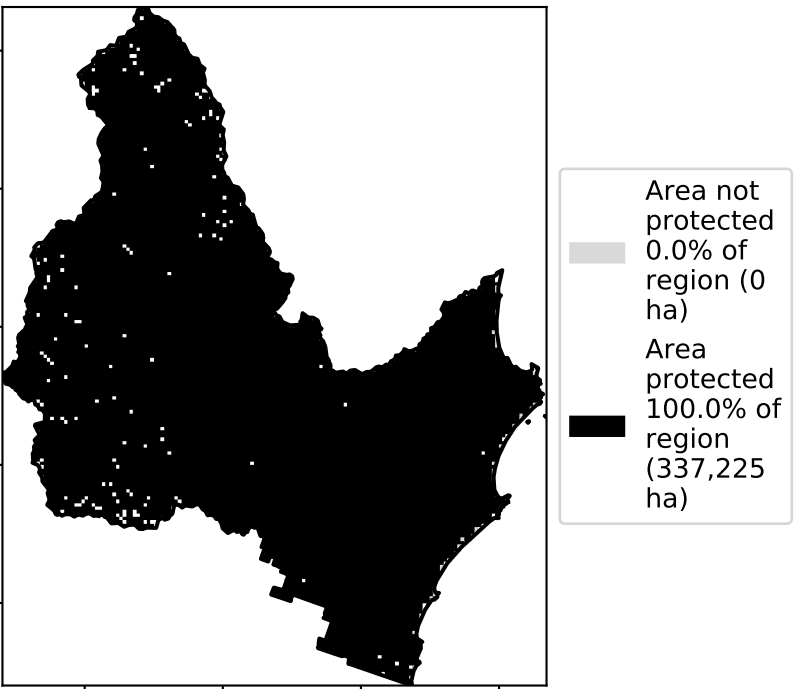 Area not
protected
0.0% of
region (0
ha)
Area
protected
100.0% of
region
(337,225
ha)